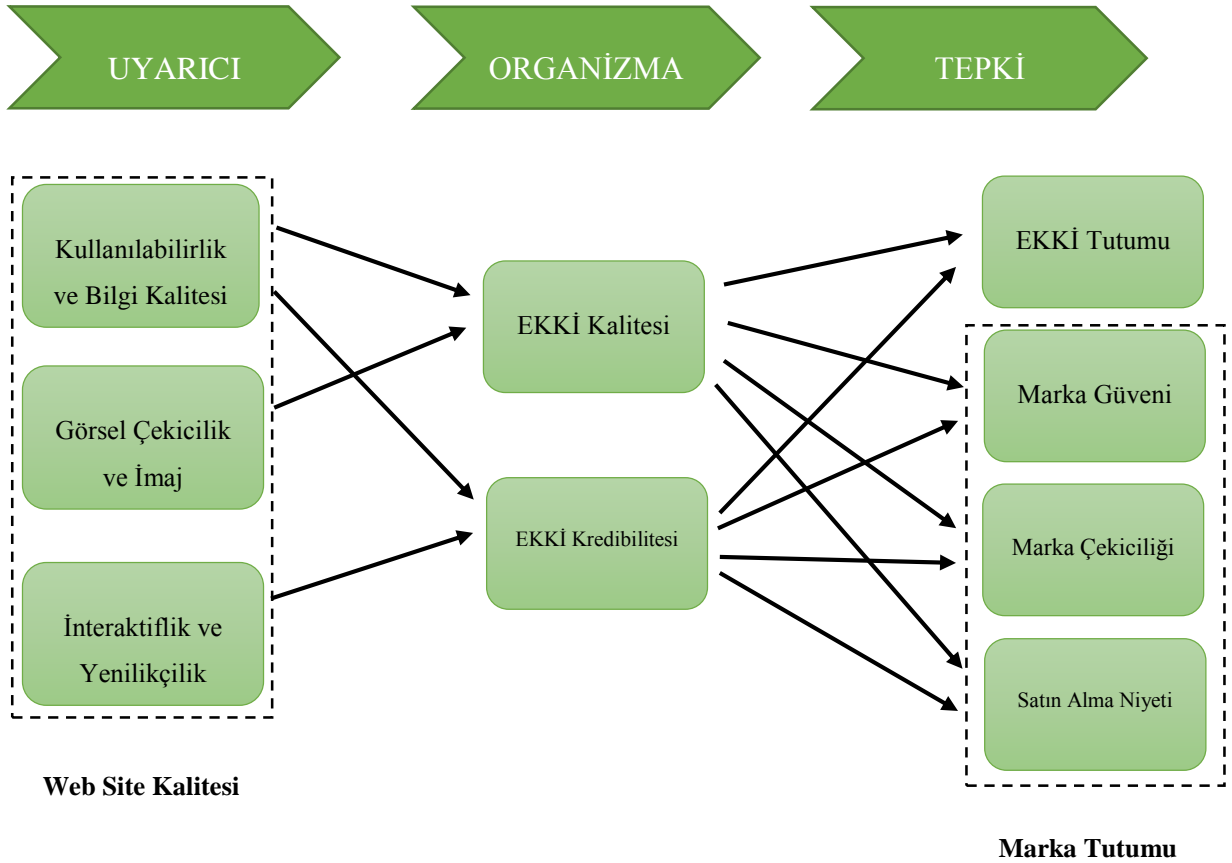 UYARICI
ORGANİZMA
TEPKİ
Kullanılabilirlik
ve Bilgi Kalitesi
Görsel Çekicilik
ve İmaj
İnteraktiflik ve
Yenilikçilik
Web Site Kalitesi
EKKİ Kalitesi
EKKİ Kredibilitesi
EKKİ Tutumu
Marka Güveni
Marka Çekiciliği
Satın Alma Niyeti
Marka Tutumu